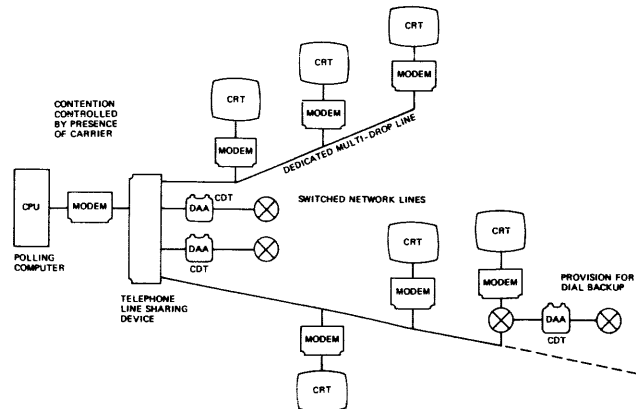 CRT
MODEM
CRT
MODEM
CRT
MODEM
CONTENTION
CONTROLLED
BY PRESENCE
OF CARRIER
DEDICATED MULTI-DROP LINE
CPU
MODEM
POLLING
COMPUTER
TELEPHONE
LINE SHARING
DEVICE
CDT
DAA
SWITCHED NETWORK LINES
DAA
CDT
CRT
MODEM
CRT
MODEM
PROVISION FOR
DIAL BACKUP
DAA
CDT
MODEM
CRT